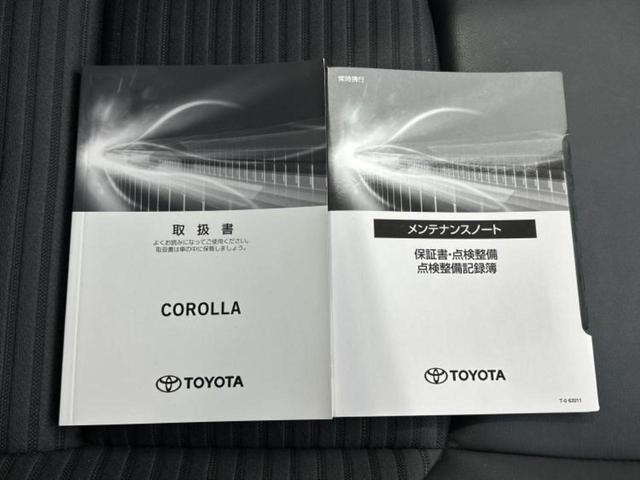 取扱書
よくお読みになってご使用ください。
取扱書は車の中に保管しましょう。
COROLLA
TOYOTA
常時携行
メンテナンスノート
保証書・点検整備
点検整備記録簿
TOYOTA
T-0 62211